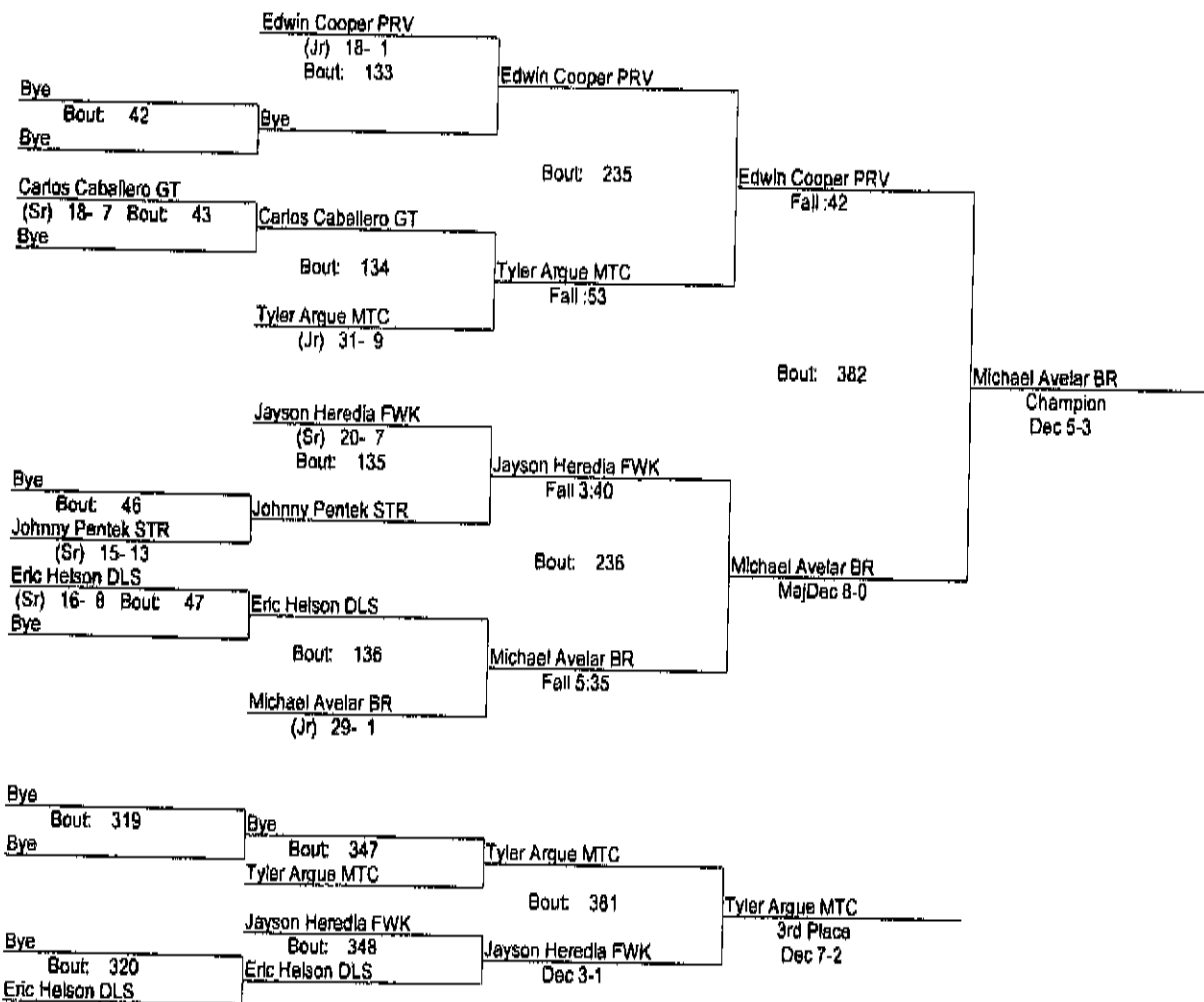 Edwin Cooper PRV
(Jr) 18- 1
Bout: 133
Edwin Cooper PRV
Bye
Bout: 42
Bye
Bye
Bout: 235
Edwin Cooper PRV
Fall :42
Carlos Caballero GT
(Sr) 18- 7 Bout: 43
Carlos Caballero GT
Bye
Bout: 134
Tyler Argue MTC
Fall :53
Tyler Argue MTC
(Jr) 31- 9
Bout: 382
Michael Avelar BR
Champion
Dec 5-3
Jayson Heredia FWK
(Sr) 20- 7
Bout: 135
Jayson Heredia FWK
Fall 3:40
Bye
Bout: 46
Johnny Pentek STR
Johnny Pentek STR
(Sr) 15- 13
Bout: 236
Michael Avelar BR
MajDec 8-0
Eric Helson DLS
(Sr) 16- 8 Bout: 47
Eric Helson DLS
Bye
Bout: 136
Michael Avelar BR
Fall 5:35
Michael Avelar BR
(Jr) 29- 1
Bye
Bout: 319
Bye
Bye
Bout: 347
Tyler Argue MTC
Tyler Argue MTC
Bout: 381
Tyler Argue MTC
3rd Place
Dec 7-2
Jayson Heredia FWK
Bout: 348
Jayson Heredia FWK
Dec 3-1
Bye
Bout: 320
Eric Helson DLS
Eric Helson DLS